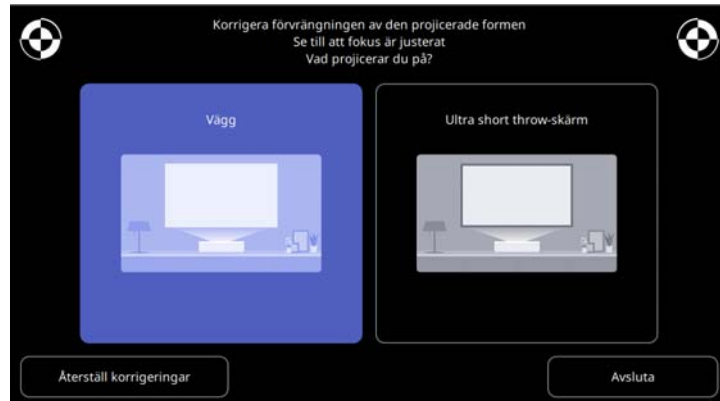 Korrigera förvrängningen av den projicerade formen
Se till att fokus är justerat
Vad projicerar du på?
Vägg
Ultra short throw-skärm
Återställ korrigeringar
Avsluta